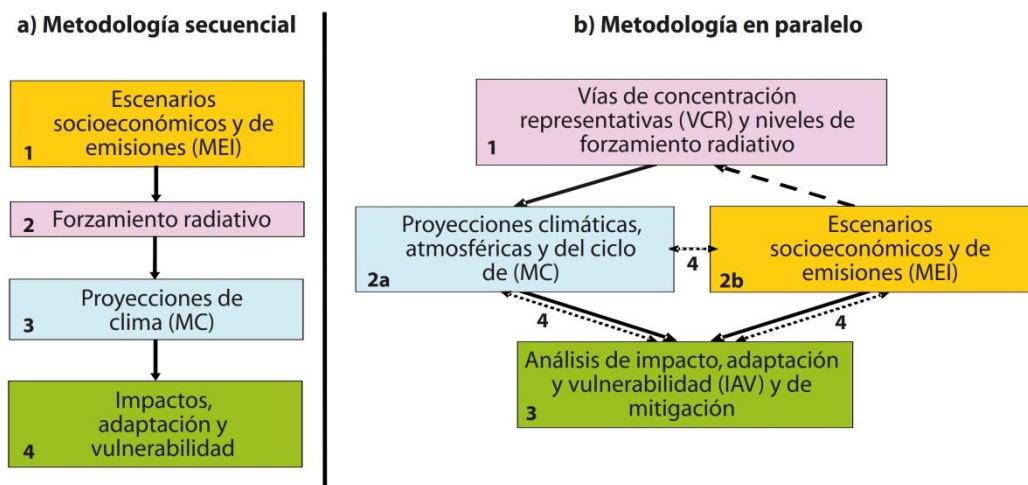 a) Metodología secuencial
Escenarios
socioeconómicos y de
emisiones (MEI)
1
2
Forzamiento radiativo
Proyecciones de
clima (MC)
3
Impactos,
adaptación y
vulnerabilidad
4
b) Metodología en paralelo
Vías de concentración
representativas (VCR) y niveles de
forzamiento radiativo
1
Proyecciones climáticas,
atmosféricas y del ciclo
de (MC)
2a
4
Escenarios
socioeconómicos y de
emisiones (MEI)
2b
4
4
Análisis de impacto, adaptación
y vulnerabilidad (IAV) y de
mitigación
3